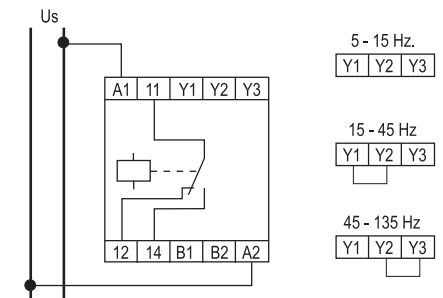 Us
A1 11 Y1 Y2 Y3
12 14 B1 B2 A2
5 - 15 Hz.
Y1 Y2 Y3
15 - 45 Hz
Y1 Y2 Y3
45 - 135 Hz
Y1 Y2 Y3